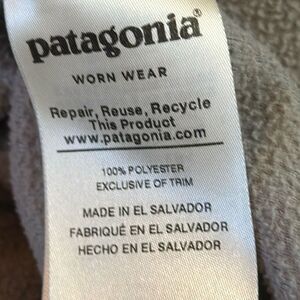 patagonia®
WORN WEAR
Repair, Reuse, Recycle
This Product
www.patagonia.com
100% POLYESTER
EXCLUSIVE OF TRIM
MADE IN EL SALVADOR
FABRIQUÉ EN EL SALVADOR
HECHO EN EL SALVADOR